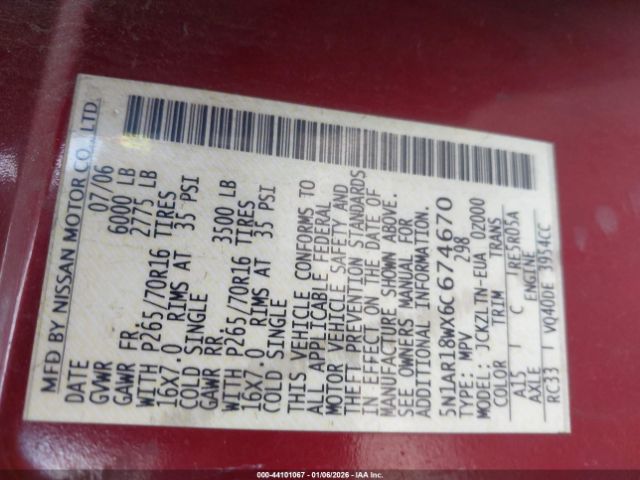 MFD BY NISSAN MOTOR CO., LTD.
DATE 07/06
GVWR 6000 LB
GAWR FR. 2775 LB
WITH P265/70R16 TIRES
16X7.0 RIMS AT 35 PSI
COLD SINGLE
GAWR RR. 3500 LB
WITH P265/70R16 TIRES
16X7.0 RIMS AT 35 PSI
COLD SINGLE
THIS VEHICLE CONFORMS TO
ALL APPLICABLE FEDERAL
MOTOR VEHICLE SAFETY AND
THEFT PREVENTION STANDARDS
IN EFFECT ON THE DATE OF
MANUFACTURE SHOWN ABOVE.
SEE OWNERS MANUAL FOR
ADDITIONAL INFORMATION.
5N1AR18WX6C674670
TYPE: MPV 298
MODEL: JCKZLTN-EUA 0Z000
COLOR TRIM TRANS
A15 C RE5R05A
AXLE ENGINE
RC33 VQ40DE 3954CC
000-44101067 - 01/06/2026 - IAA Inc.